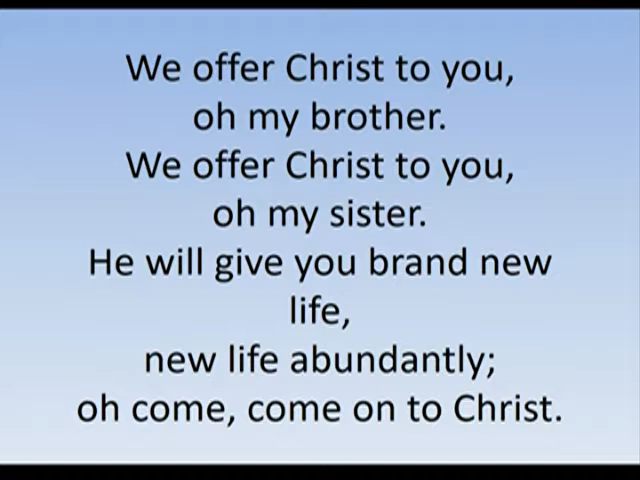 We offer Christ to you,
oh my brother.
We offer Christ to you,
oh my sister.
He will give you brand new
life,
new life abundantly;
oh come, come on to Christ.